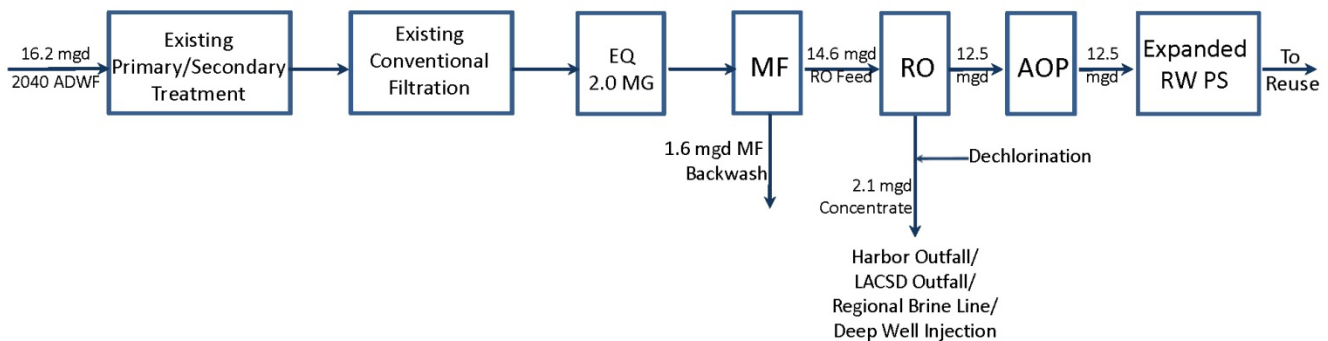 16.2 mgd
2040 ADWF
Existing
Primary/Secondary
Treatment
Existing
Conventional
Filtration
EQ
2.0 MG
MF
14.6 mgd
RO Feed
RO
12.5
mgd
AOP
12.5
mgd
Expanded
RW PS
To
Reuse
1.6 mgd MF
Backwash
Dechlorination
2.1 mgd
Concentrate
Harbor Outfall/
LACSD Outfall/
Regional Brine Line/
Deep Well Injection